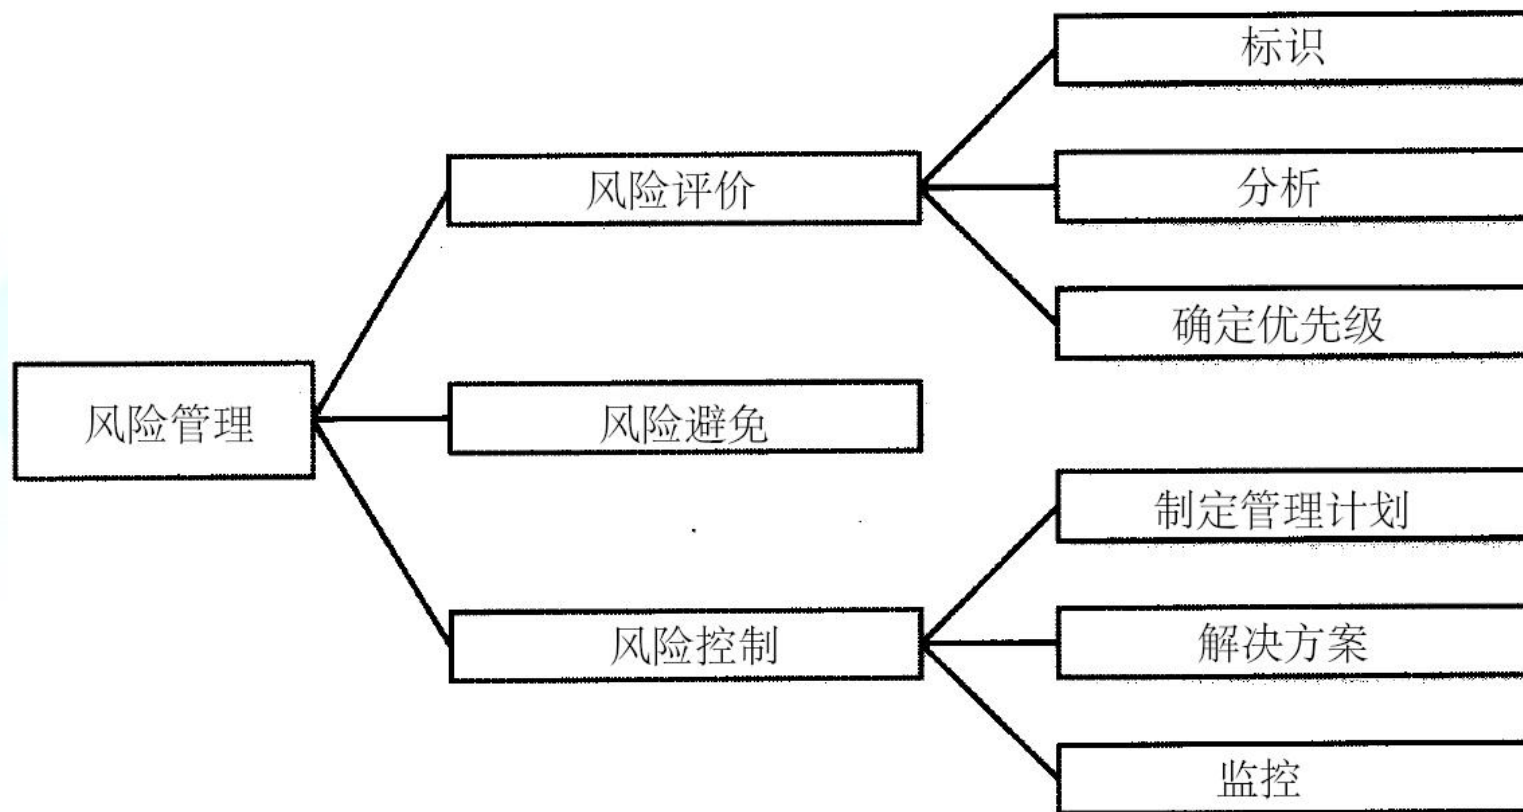 标识
风险评价
分析
确定优先级
风险管理
风险避免
制定管理计划
风险控制
解决方案
监控